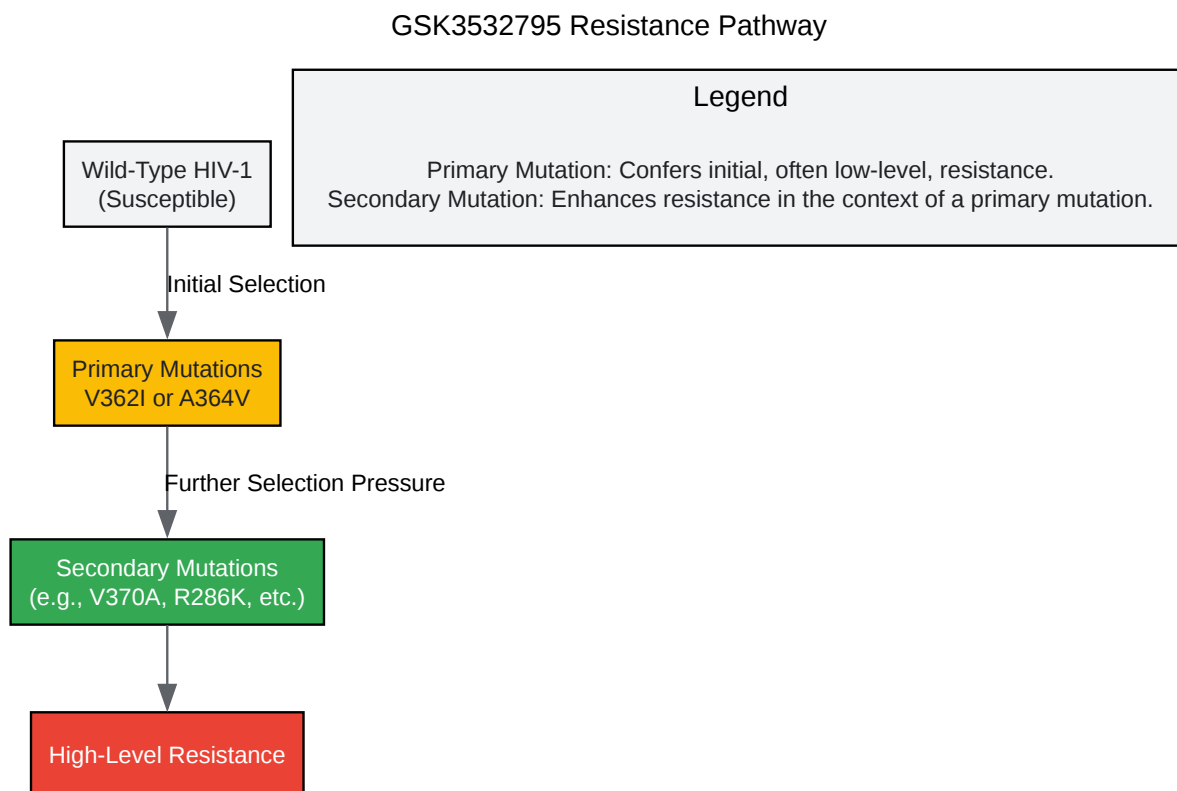 GSK3532795 Resistance Pathway
Legend
Primary Mutation: Confers initial, often low-level, resistance.
Secondary Mutation: Enhances resistance in the context of a primary mutation.
Wild-Type HIV-1
(Susceptible)
Initial Selection
Primary Mutations
V362I or A364V
Further Selection Pressure
Secondary Mutations
(e.g., V370A, R286K, etc.)
High-Level Resistance